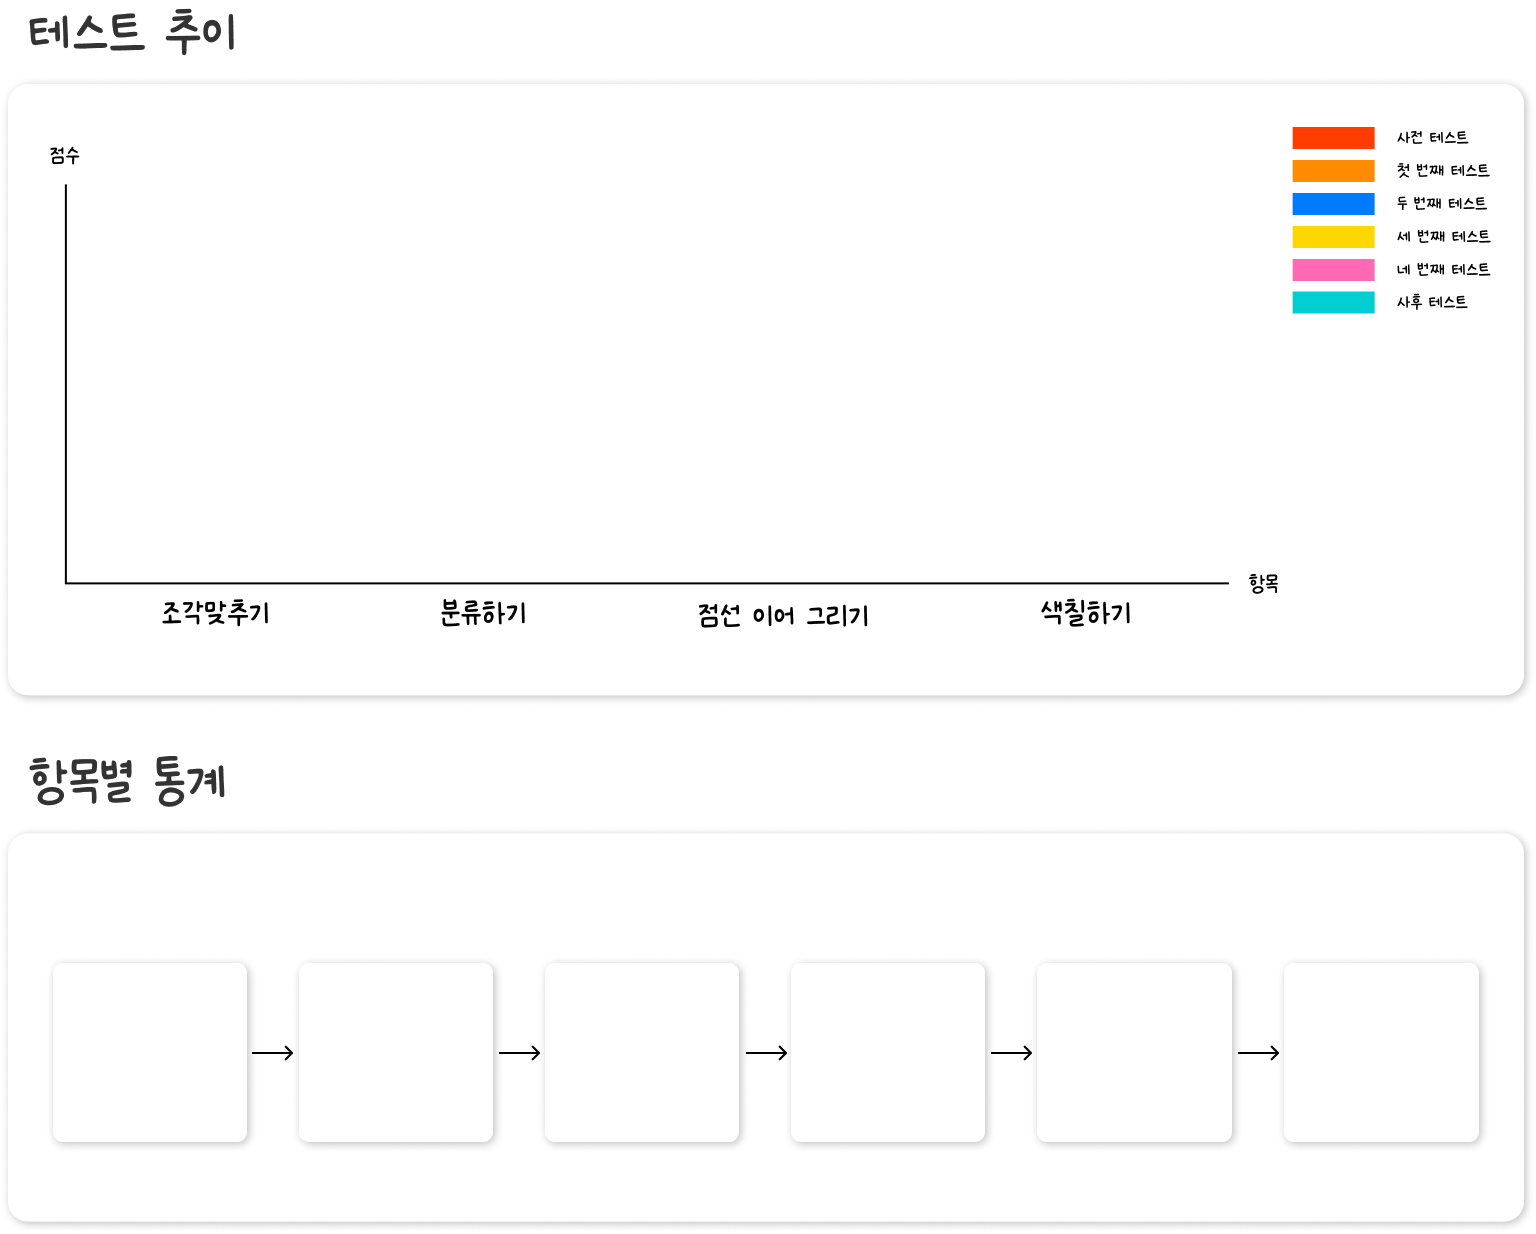 테스트 추이
점수
사전 테스트
첫 번째 테스트
두 번째 테스트
세 번째 테스트
네 번째 테스트
사후 테스트
항목
조각맞추기
분류하기
점선 이어 그리기
색칠하기
항목별 통계